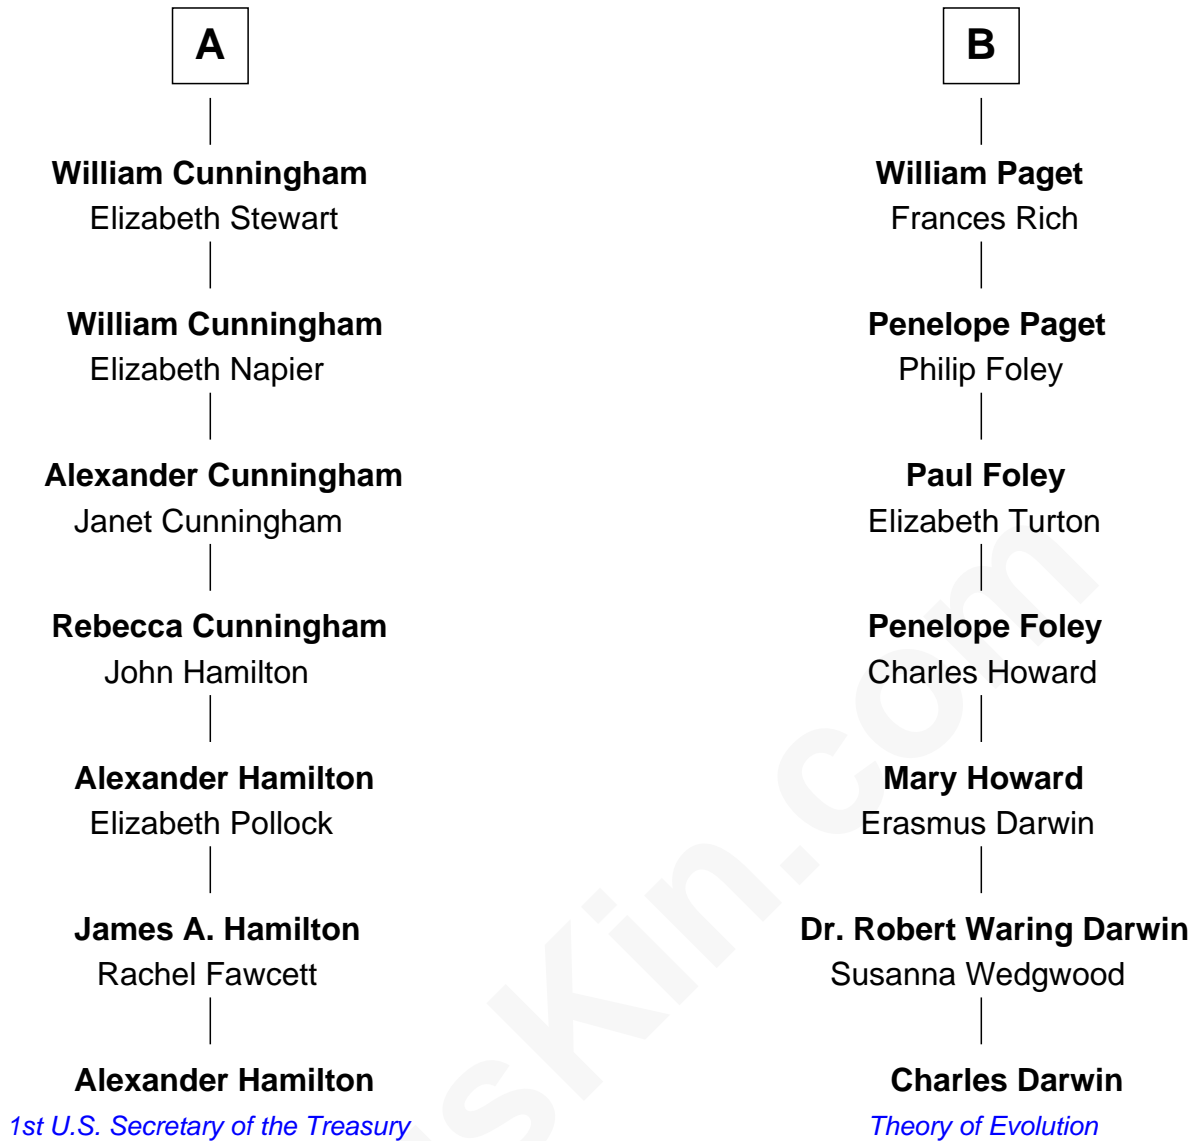 A
William Cunningham
Elizabeth Stewart
William Cunningham
Elizabeth Napier
Alexander Cunningham
Janet Cunningham
Rebecca Cunningham
John Hamilton
Alexander Hamilton
Elizabeth Pollock
James A. Hamilton
Rachel Fawcett
Alexander Hamilton
1st U.S. Secretary of the Treasury
B
William Paget
Frances Rich
Penelope Paget
Philip Foley
Paul Foley
Elizabeth Turton
Penelope Foley
Charles Howard
Mary Howard
Erasmus Darwin
Dr. Robert Waring Darwin
Susanna Wedgwood
Charles Darwin
Theory of Evolution